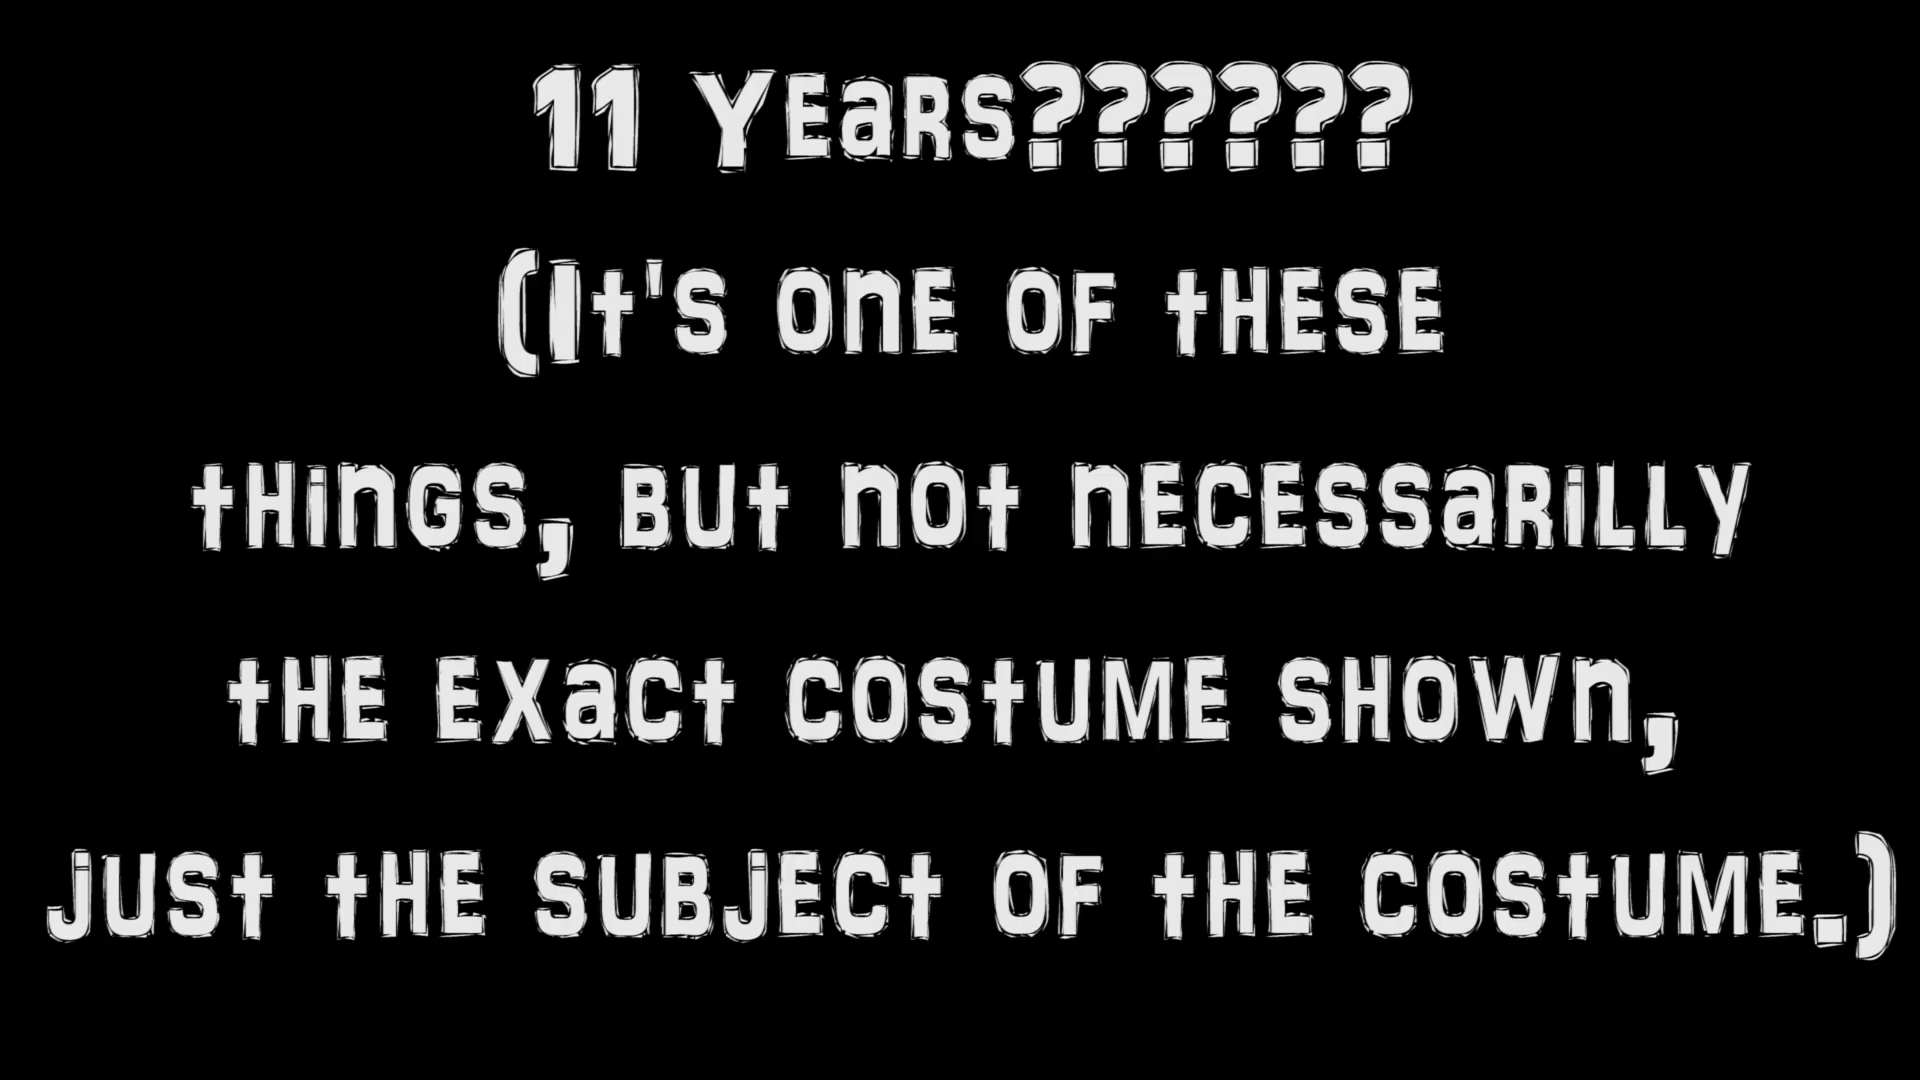 11 Years??????
(It's one of these
things, but not necessarilly
the exact costume shown,
just the subject of the costume.)